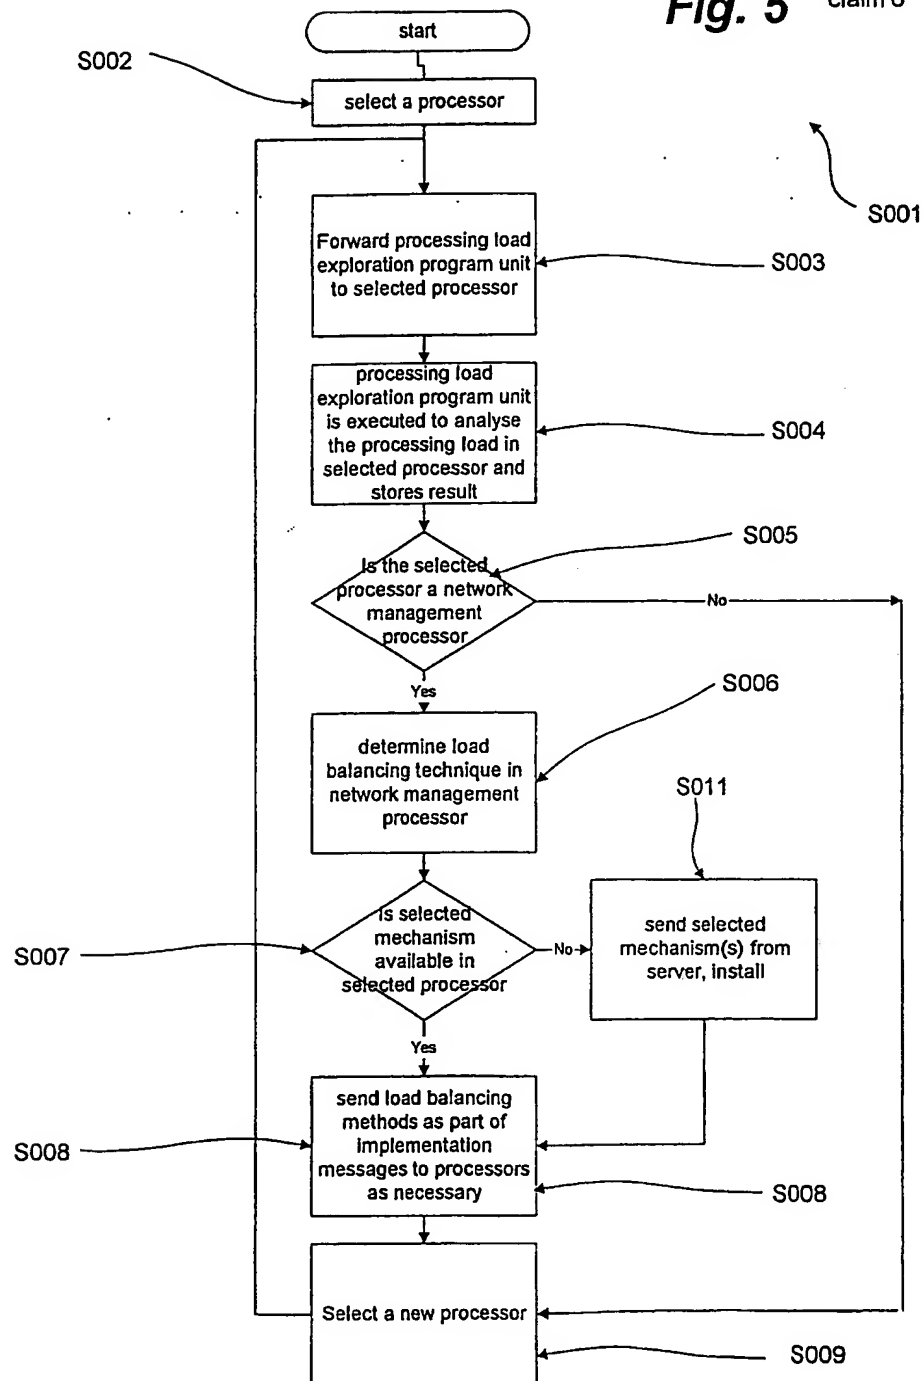 Fig. 5
start
S002
select a processor
S001
Forward processing load
exploration program unit
to selected processor
S003
processing load
exploration program unit
is executed to analyse
the processing load in
selected processor and
stores result
S004
S005
Is the selected
processor a network
management
processor
No
Yes
S006
determine load
balancing technique in
network management
processor
S011
is selected
mechanism
available in
selected processor
S007
No
send selected
mechanism(s) from
server, install
Yes
send load balancing
methods as part of
implementation
messages to processors
as necessary
S008
S008
Select a new processor
S009